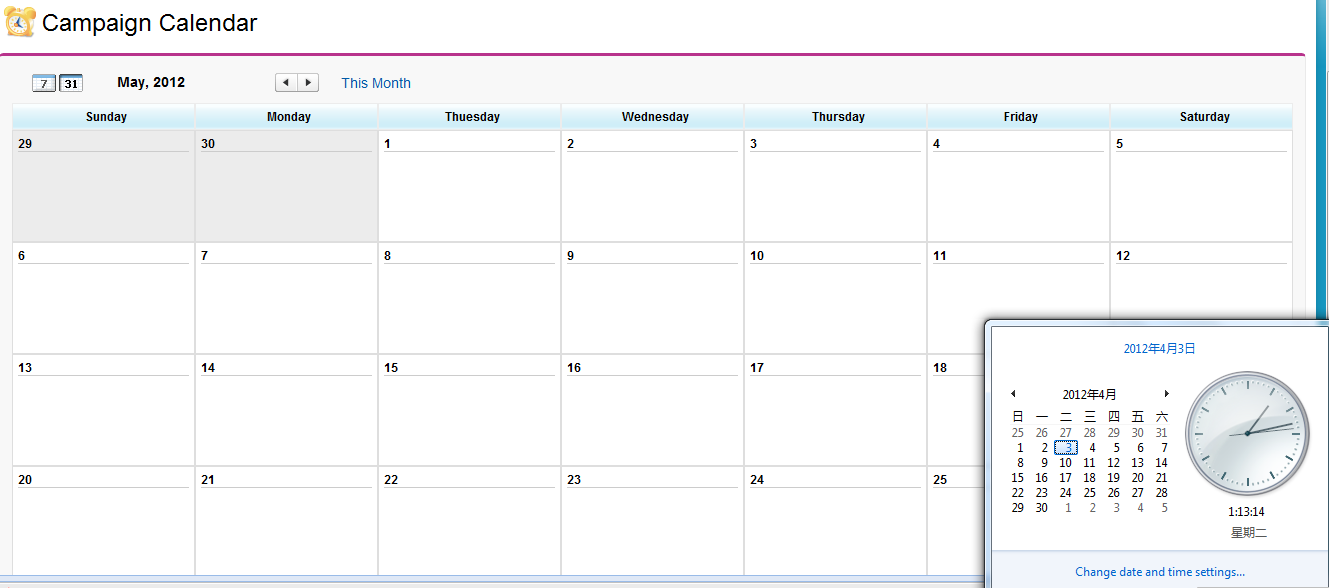 Campaign Calendar
7 31 May, 2012 This Month
Sunday Monday Thuesday Wednesday Thursday Friday Saturday
29 30 1 2 3 4 5
6 7 8 9 10 11 12
13 14 15 16 17 18
20 21 22 23 24 25
2012年4月3日
2012年4月
日 一 二 三 四 五 六
25 26 27 28 29 30 31
1 2 3 4 5 6 7
8 9 10 11 12 13 14
15 16 17 18 19 20 21
22 23 24 25 26 27 28
29 30 1 2 3 4 5
1:13:14
星期二
Change date and time settings...